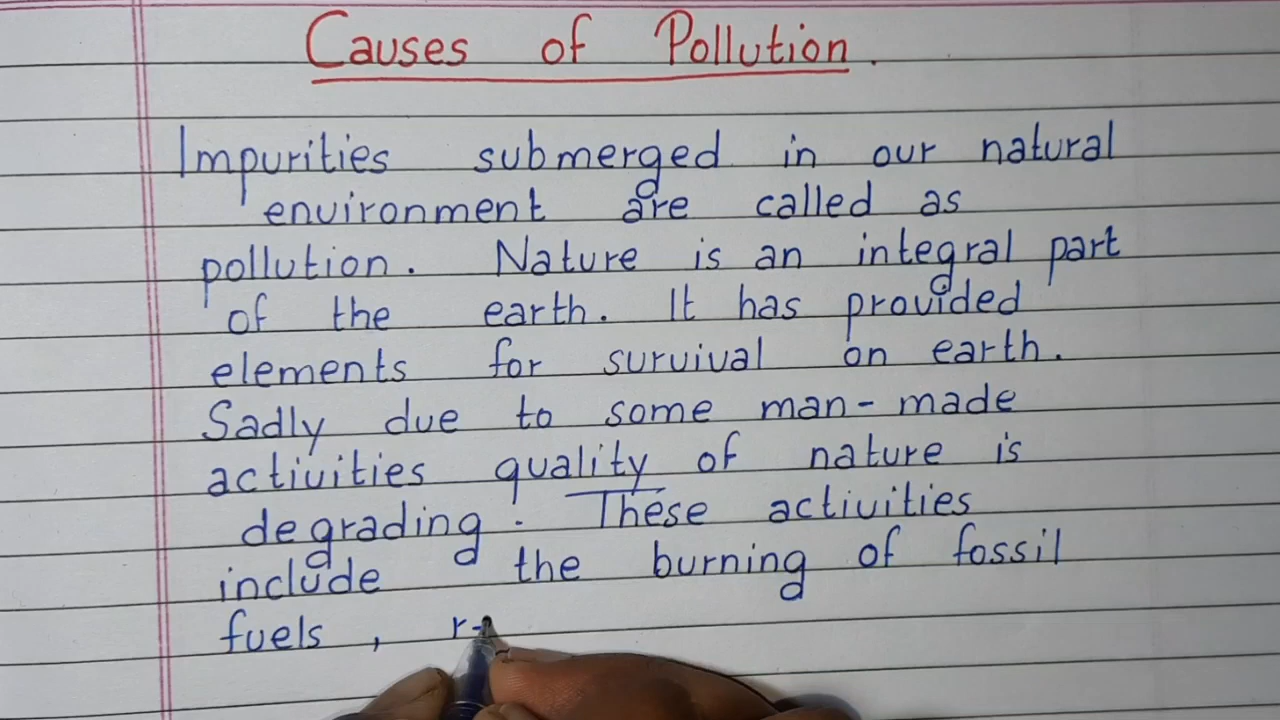 Causes of Pollution.
Impurities submerged in our natural
environment are called as
pollution. Nature is an integral part
of the earth. It has provided
elements for survival on earth.
Sadly due to some man-made
activities quality of nature is
degrading. These activities
include the burning of fossil
fuels,